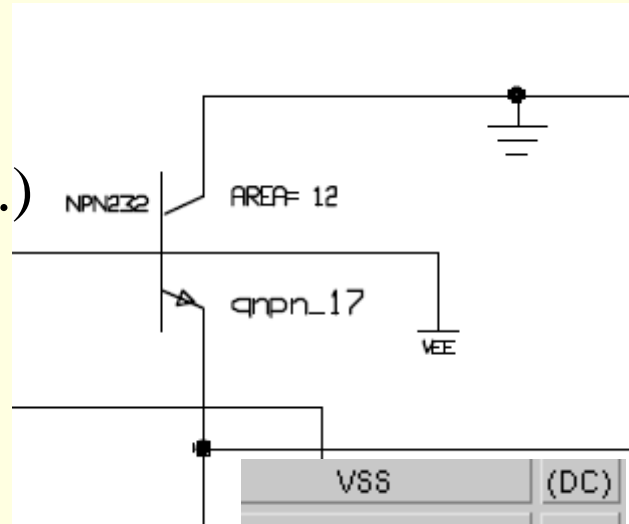 .)
NPN232 AREA= 12
qnpn_17
VEE
VSS (DC)